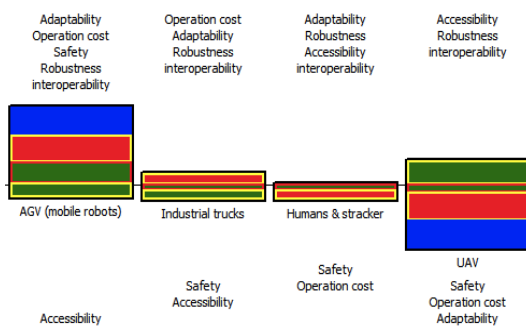 Adaptability
Operation cost
Safety
Robustness
interoperability
Operation cost
Adaptability
Robustness
interoperability
Adaptability
Robustness
Accessibility
interoperability
Accessibility
Robustness
interoperability
AGV (mobile robots)
Industrial trucks
Humans & stracker
UAV
Accessibility
Safety
Accessibility
Safety
Operation cost
Safety
Operation cost
Adaptability